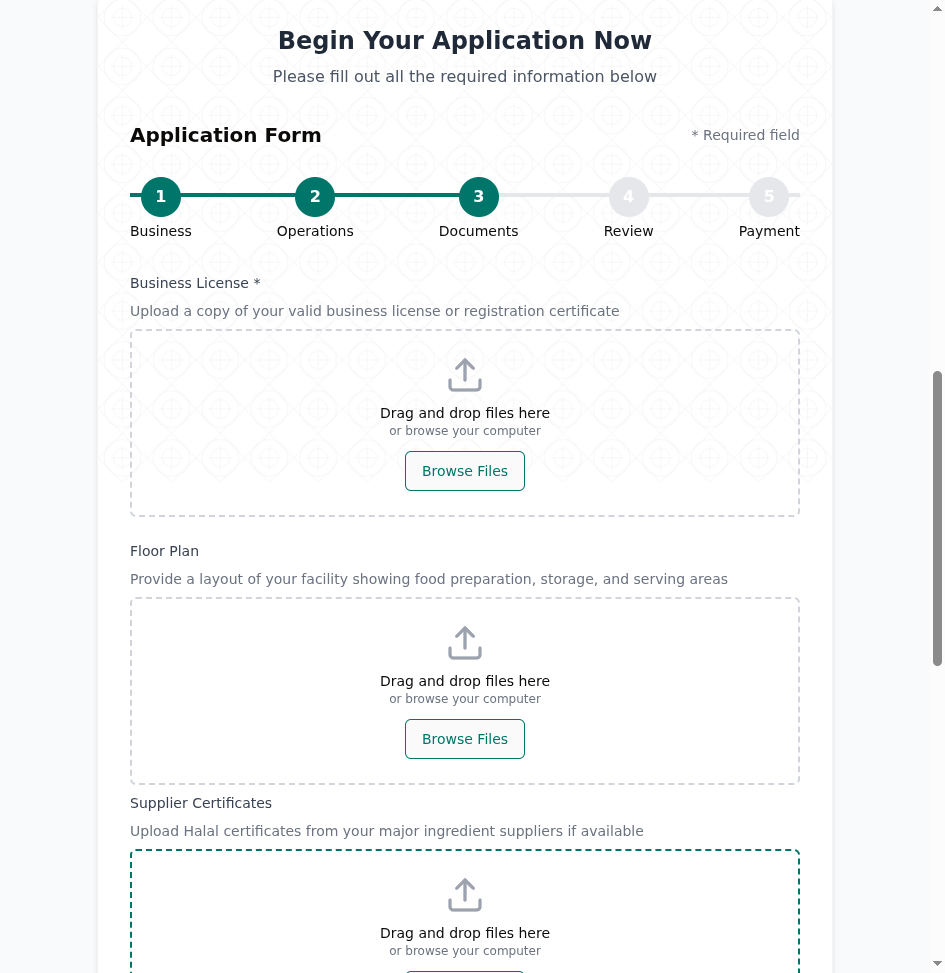 Begin Your Application Now
Please fill out all the required information below
Application Form
* Required field
1
2
3
4
5
Business
Operations
Documents
Review
Payment
Business License *
Upload a copy of your valid business license or registration certificate
Drag and drop files here
or browse your computer
Browse Files
Floor Plan
Provide a layout of your facility showing food preparation, storage, and serving areas
Drag and drop files here
or browse your computer
Browse Files
Supplier Certificates
Upload Halal certificates from your major ingredient suppliers if available
Drag and drop files here
or browse your computer